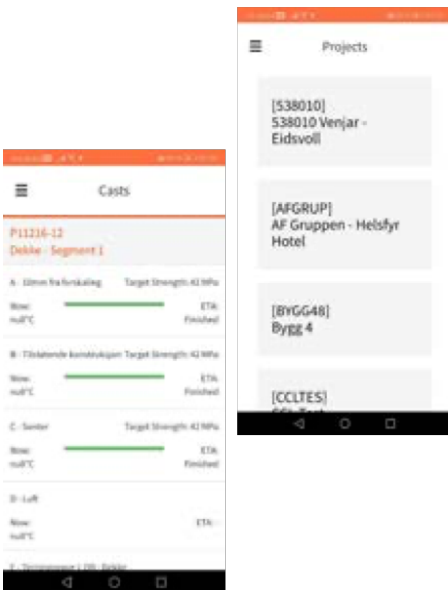 Casts
P11216-12
Dekke - Segment 1
A - 10mm fra forskaling Target Strength: 42 MPa
Now: ETA:
null°C Finished
B - Tilstøtende konstruksjon Target Strength: 42 MPa
Now: ETA:
null°C Finished
C - Senter Target Strength: 42 MPa
Now: ETA:
null°C Finished
D - Luft
Now: ETA:
null°C
Projects
[538010]
538010 Venjar -
Eidsvoll
[AFGRUP]
AF Gruppen - Helsfyr
Hotel
[BYGG48]
Bygg 4
[CCLTES]